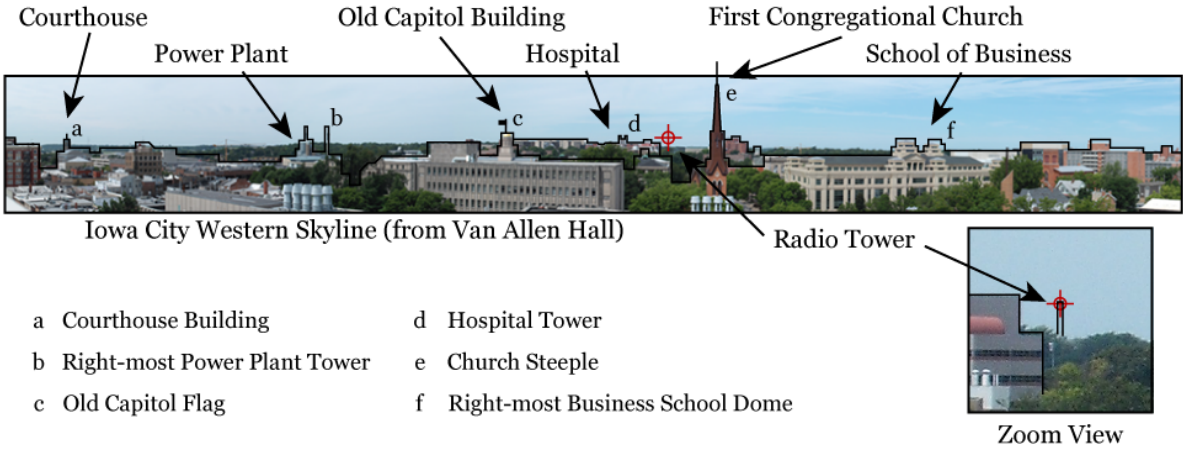 Courthouse
Old Capitol Building
First Congregational Church
Power Plant
Hospital
School of Business
a
b
c
d
e
f
Iowa City Western Skyline (from Van Allen Hall)
Radio Tower
a Courthouse Building
d Hospital Tower
b Right-most Power Plant Tower
e Church Steeple
c Old Capitol Flag
f Right-most Business School Dome
Zoom View